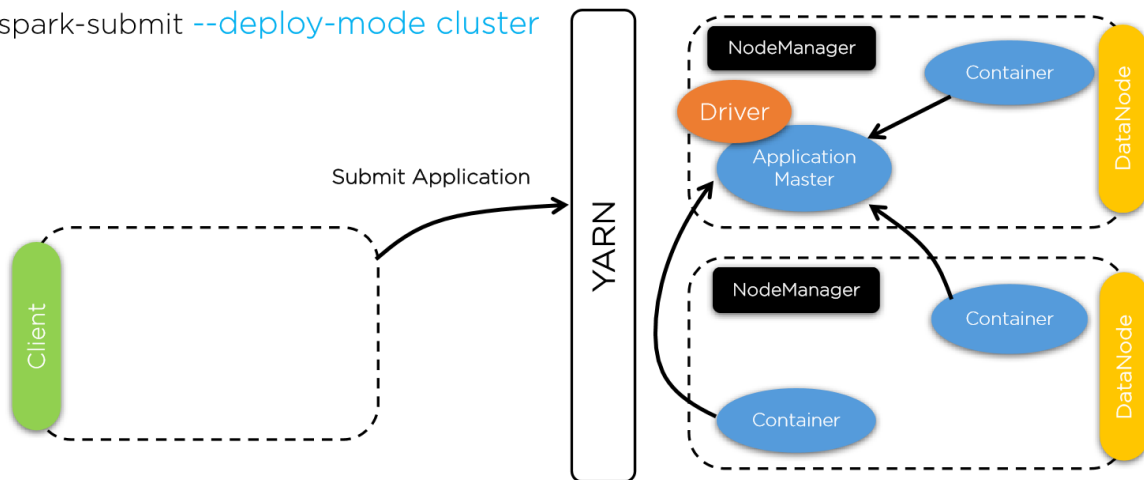 spark-submit --deploy-mode cluster
Submit Application
Client
YARN
NodeManager
Container
Driver
Application
Master
DataNode
NodeManager
Container
Container
DataNode